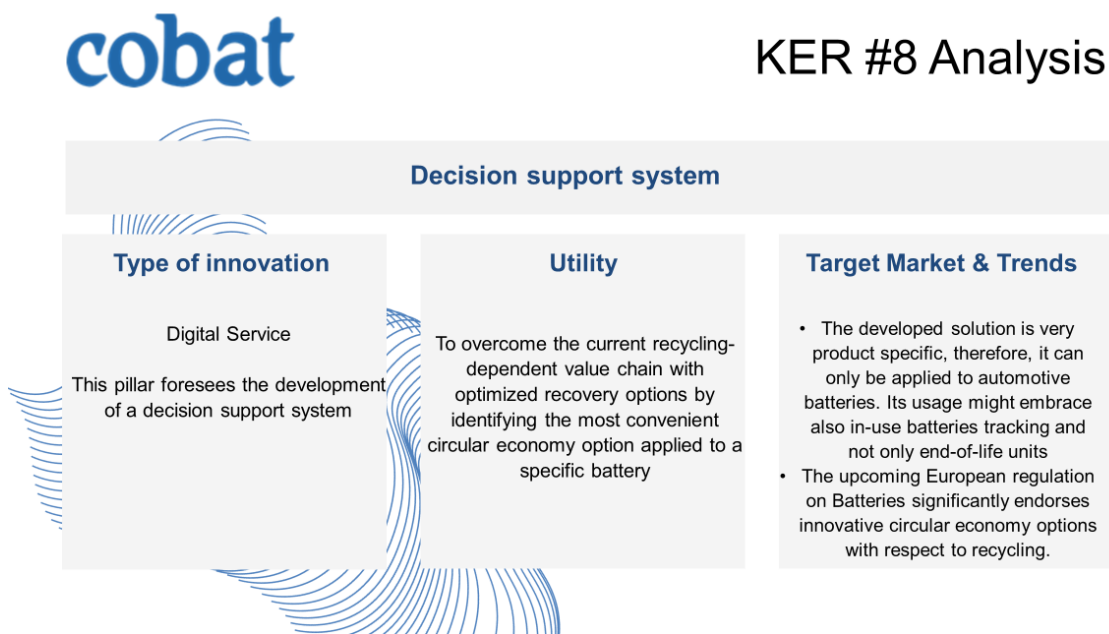 cobat
KER #8 Analysis
Decision support system
Type of innovation
Digital Service
This pillar foresees the development
of a decision support system
Utility
To overcome the current recycling-
dependent value chain with
optimized recovery options by
identifying the most convenient
circular economy option applied to a
specific battery
Target Market & Trends
• The developed solution is very
product specific, therefore, it can
only be applied to automotive
batteries. Its usage might embrace
also in-use batteries tracking and
not only end-of-life units
• The upcoming European regulation
on Batteries significantly endorses
innovative circular economy options
with respect to recycling.